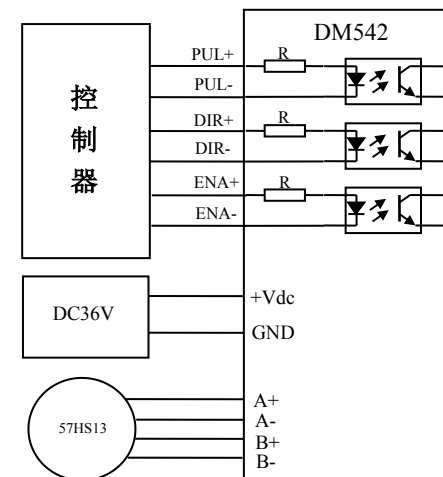 DM542
控制器
PUL+
R
PUL-
DIR+
R
DIR-
ENA+
R
ENA-
DC36V
+Vdc
GND
57HS13
A+
A-
B+
B-